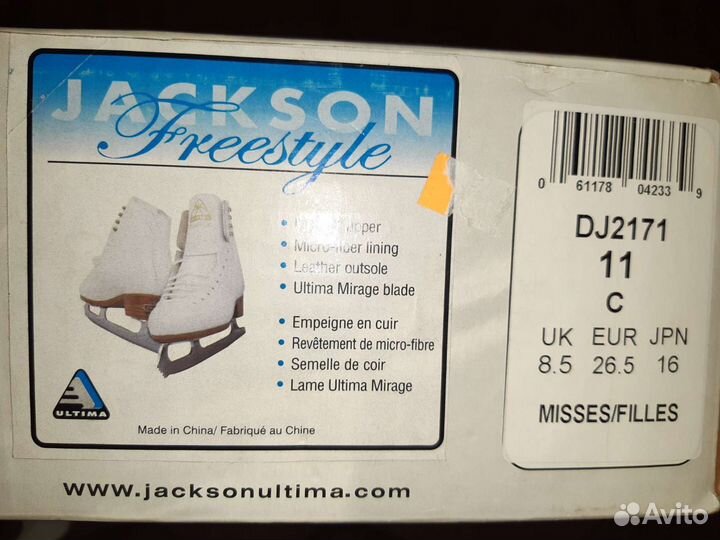 JACKSON
Freestyle
• upper
• Micro-fiber lining
• Leather outsole
• Ultima Mirage blade
• Empeigne en cuir
• Revêtement de micro-fibre
• Semelle de coir
• Lame Ultima Mirage
ULTIMA
Made in China/ Fabriqué au Chine
www.jacksonultima.com
0 61178 04233 9
DJ2171
11
C
UK EUR JPN
8.5 26.5 16
MISSES/FILLES
Avito